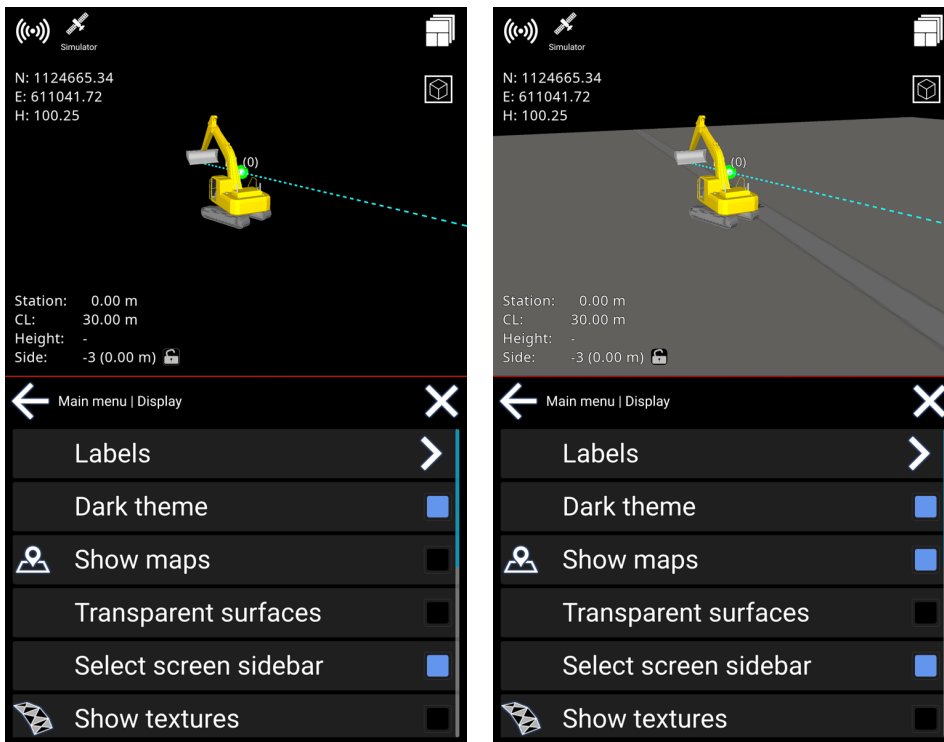 Simulator
N: 1124665.34
E: 611041.72
H: 100.25
(0)
Station: 0.00 m
CL: 30.00 m
Height: -
Side: -3 (0.00 m)
Main menu | Display
Labels
Dark theme
Show maps
Transparent surfaces
Select screen sidebar
Show textures
Simulator
N: 1124665.34
E: 611041.72
H: 100.25
(0)
Station: 0.00 m
CL: 30.00 m
Height: -
Side: -3 (0.00 m)
Main menu | Display
Labels
Dark theme
Show maps
Transparent surfaces
Select screen sidebar
Show textures